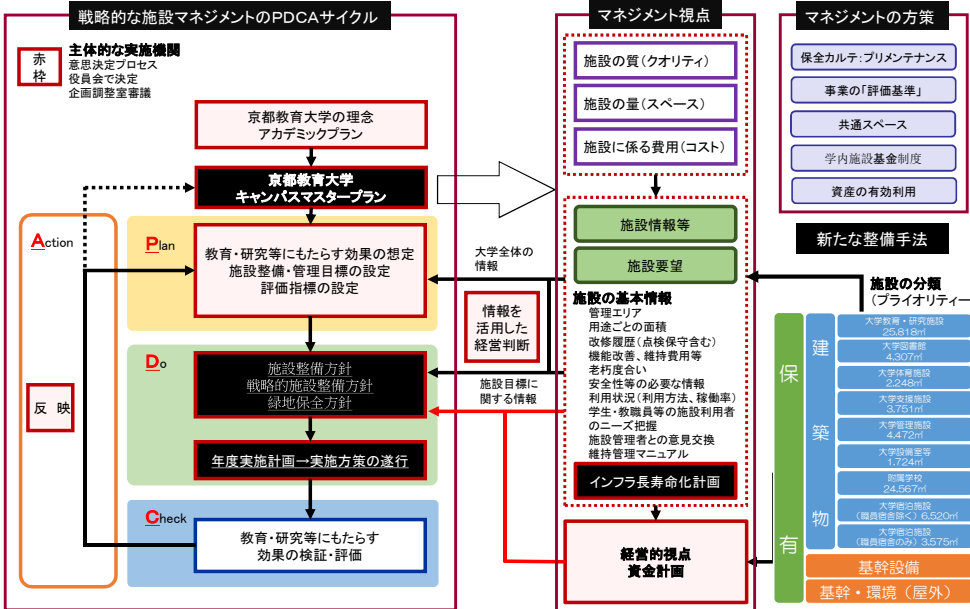 戦略的な施設マネジメントのPDCAサイクル
赤
枠
主体的な実施機関
意思決定プロセス
役員会で決定
企画調整室審議
京都教育大学の理念
アカデミックプラン
京都教育大学
キャンパスマスタープラン
Action
Plan
教育・研究等にもたらす効果の想定
施設整備・管理目標の設定
評価指標の設定
Do
施設整備方針
戦略的施設整備方針
緑地保全方針
年度実施計画→実施方策の遂行
反 映
Check
教育・研究等にもたらす
効果の検証・評価
大学全体の
情報
情報を
活用した
経営判断
施設目標に
関する情報
マネジメント視点
施設の質(クオリティ)
施設の量(スペース)
施設に係る費用(コスト)
施設情報等
施設要望
施設の基本情報
管理エリア
用途ごとの面積
改修履歴(点検保守含む)
機能改善、維持費用等
老朽度合い
安全性等の必要な情報
利用状況(利用方法、稼働率)
学生・教職員等の施設利用者
のニーズ把握
施設管理者との意見交換
維持管理マニュアル
インフラ長寿命化計画
経営的視点
資金計画
マネジメントの方策
保全カルテ:プリメンテナンス
事業の「評価基準」
共通スペース
学内施設基金制度
資産の有効利用
新たな整備手法
施設の分類
(プライオリティー
保
有
建
築
物
大学教育・研究施設
25.818㎡
大学図書館
4.307㎡
大学体育施設
2.248㎡
大学支援施設
3.751㎡
大学管理施設
4.472㎡
大学設備室等
1.724㎡
附属学校
24.567㎡
大学宿泊施設
(職員宿舎除く)6.520㎡
大学宿泊施設
(職員宿舎のみ)3.575㎡
基幹設備
基幹・環境(屋外)